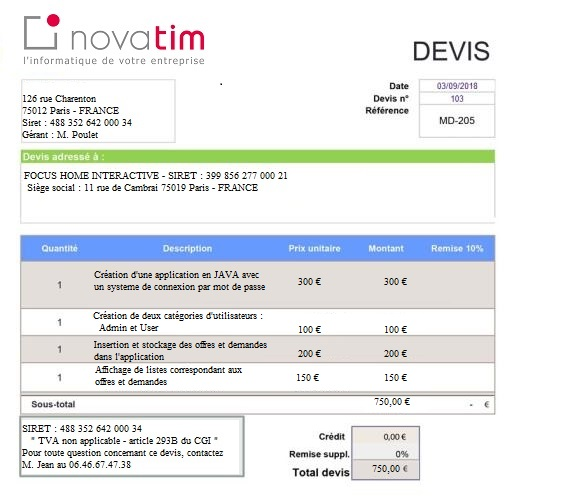 novatim
l'informatique de votre entreprise
DEVIS
126 rue Charenton
75012 Paris - FRANCE
Siret : 488 352 642 000 34
Gérant : M. Poulet
Date 03/09/2018
Devis n° 103
Référence MD-205
Devis adressé à :
FOCUS HOME INTERACTIVE - SIRET : 399 856 277 000 21
Siège social : 11 rue de Cambrai 75019 Paris - FRANCE
Quantité Description Prix unitaire Montant Remise 10%
1 Création d'une application en JAVA avec 300 € 300 €
un systeme de connexion par mot de passe
1 Création de deux catégories d'utilisateurs : 100 € 100 €
Admin et User
1 Insertion et stockage des offres et demandes 200 € 200 €
dans l'application
1 Affichage de listes correspondant aux 150 € 150 €
offres et demandes
Sous-total 750,00 € - €
SIRET : 488 352 642 000 34
" TVA non applicable - article 293B du CGI "
Pour toute question concernant ce devis, contactez
M. Jean au 06.46.67.47.38
Crédit 0,00 €
Remise suppl. 0%
Total devis 750,00 €